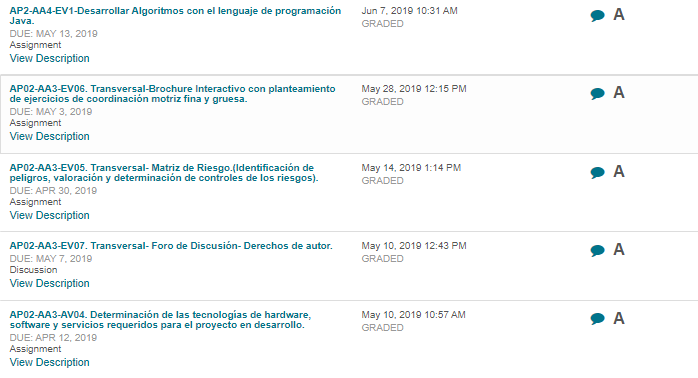 AP2-AA4-EV1-Desarrollar Algoritmos con el lenguaje de programación
Java.
DUE: MAY 13, 2019
Assignment
View Description
Jun 7, 2019 10:31 AM
GRADED
A
AP02-AA3-EV06. Transversal-Brochure Interactivo con planteamiento
de ejercicios de coordinación motriz fina y gruesa.
DUE: MAY 3, 2019
Assignment
View Description
May 28, 2019 12:15 PM
GRADED
A
AP02-AA3-EV05. Transversal- Matriz de Riesgo.(Identificación de
peligros, valoración y determinación de controles de los riesgos).
DUE: APR 30, 2019
Assignment
View Description
May 14, 2019 1:14 PM
GRADED
A
AP02-AA3-EV07. Transversal- Foro de Discusión- Derechos de autor.
DUE: MAY 7, 2019
Discussion
View Description
May 10, 2019 12:43 PM
GRADED
A
AP02-AA3-AV04. Determinación de las tecnologías de hardware,
software y servicios requeridos para el proyecto en desarrollo.
DUE: APR 12, 2019
Assignment
View Description
May 10, 2019 10:57 AM
GRADED
A